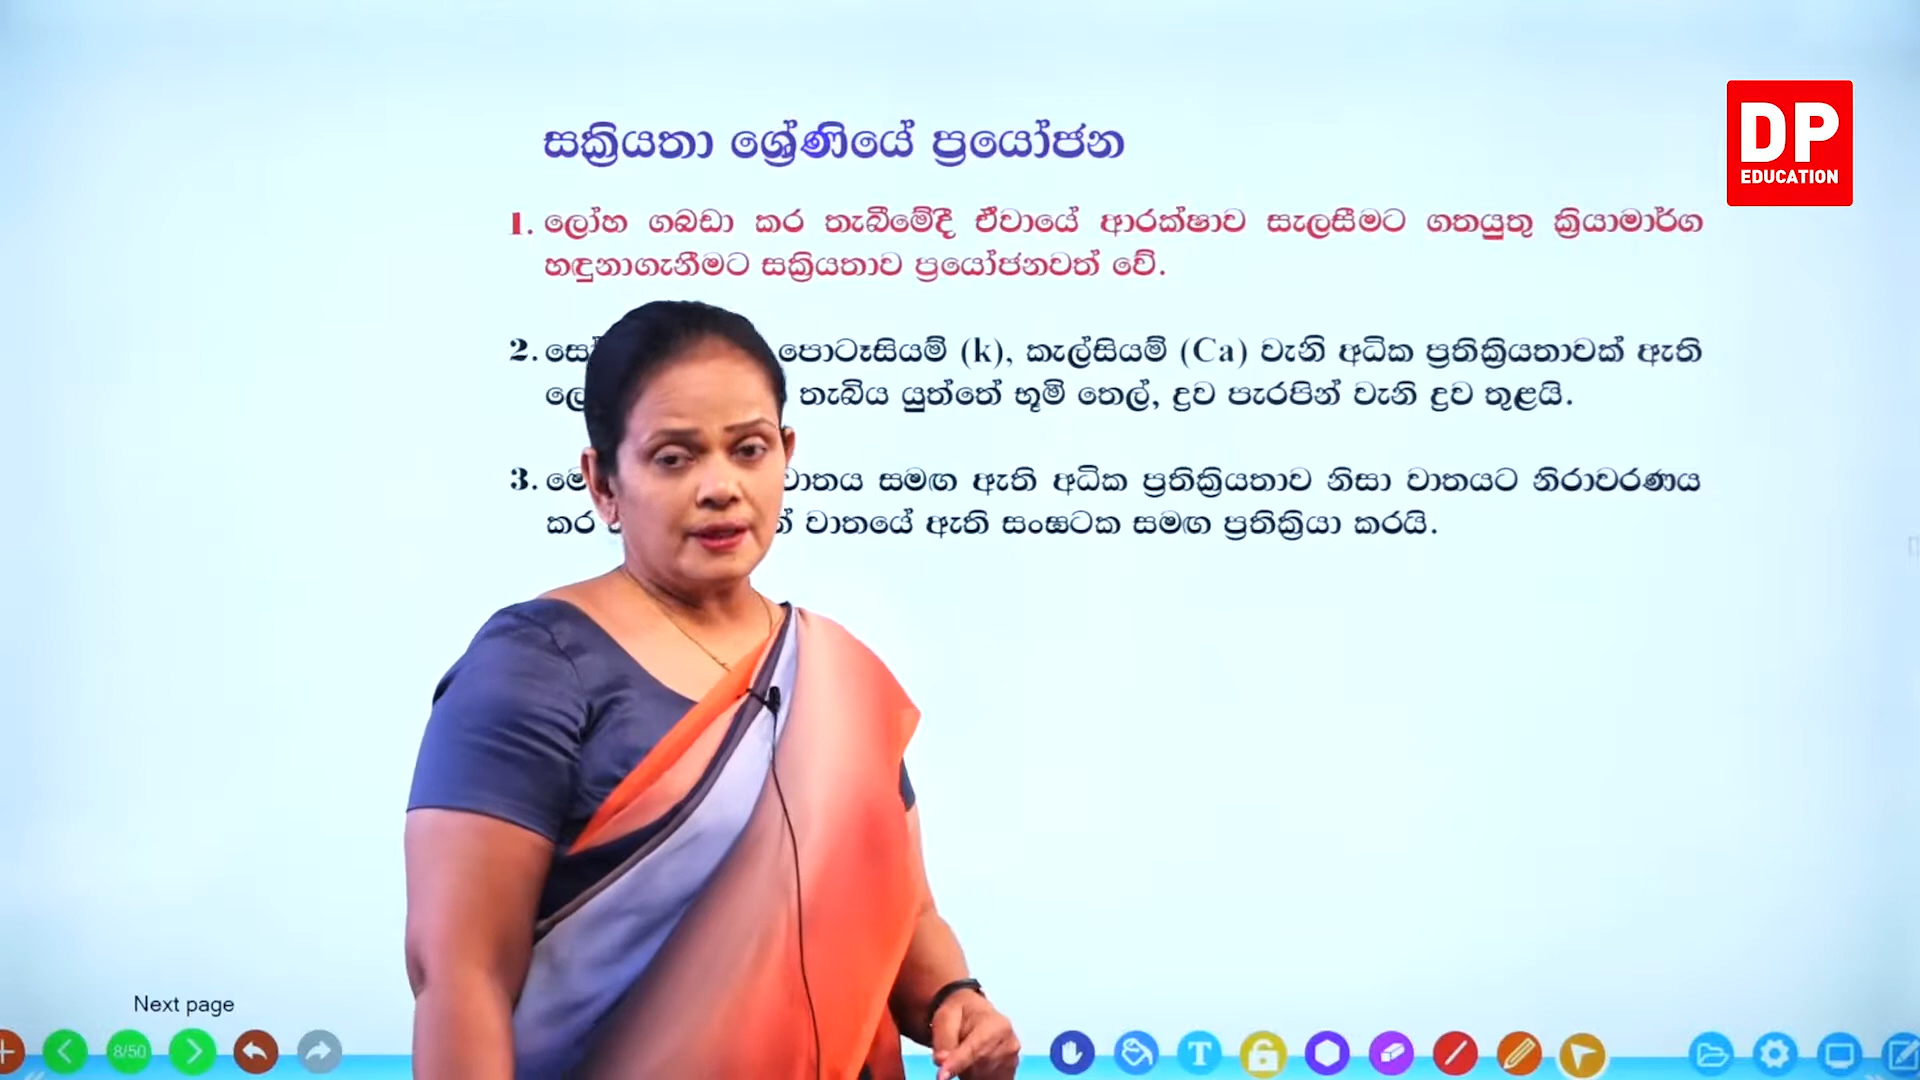 DP
EDUCATION
සක්‍රියතා ශ්‍රේණියේ ප්‍රයෝජන
1. ලෝහ ගබඩා කර තැබීමේදී ඒවායේ ආරක්ෂාව සැලසීමට ගතයුතු ක්‍රියාමාර්ග
හඳුනාගැනීමට සක්‍රියතාව ප්‍රයෝජනවත් වේ.
2. පොටෑසියම් (k), කැල්සියම් (Ca) වැනි අධික ප්‍රතික්‍රියතාවක් ඇති
තැබිය යුත්තේ භූමි තෙල්, ද්‍රව පැරපින් වැනි ද්‍රව තුළයි.
3. වාතය සමඟ ඇති අධික ප්‍රතික්‍රියතාව නිසා වාතයට නිරාවරණය
කර වාතයේ ඇති සංඝටක සමඟ ප්‍රතික්‍රියා කරයි.
Next page
8/50
T